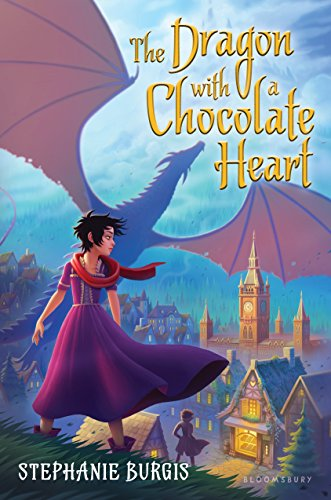 The Dragon
with a
Chocolate
Heart
STEPHANIE BURGIS
BLOOMSBURY